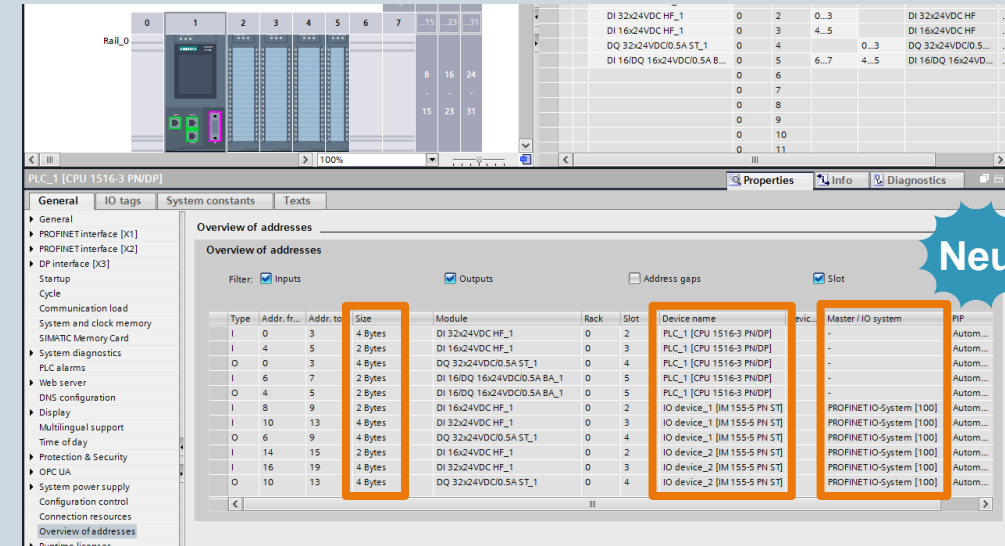 DI 32x24VDC HF_1 0 2 0...3 DI 32x24VDC HF
0 1 2 3 4 5 6 7 ...15 ...23 ...31
DI 16x24VDC HF_1 0 3 4...5 DI 16x24VDC HF
Rail_0
DQ 32x24VDC/0.5A ST_1 0 4 0...3 DQ 32x24VDC/0.5...
DI 16/DQ 16x24VDC/0.5A B... 0 5 6...7 4...5 DI 16/DQ 16x24VD...
8 16 24
0 6
- - -
0 7
15 23 31
0 8
0 9
0 10
0 11
100%
PLC_1 [CPU 1516-3 PN/DP]
Properties Info Diagnostics
General IO tags System constants Texts
General
PROFINET interface [X1]
PROFINET interface [X2]
DP interface [X3]
Startup
Cycle
Communication load
System and clock memory
SIMATIC Memory Card
System diagnostics
PLC alarms
Web server
DNS configuration
Display
Multilingual support
Time of day
Protection & Security
OPC UA
System power supply
Configuration control
Connection resources
Overview of addresses
Runtime licenses
Overview of addresses
Overview of addresses
Neu
Filter: Inputs Outputs Address gaps Slot
Type Addr. fr... Addr. to Size Module Rack Slot Device name Master / IO system PIP
I 0 3 4 Bytes DI 32x24VDC HF_1 0 2 PLC_1 [CPU 1516-3 PN/DP] - Autom...
I 4 5 2 Bytes DI 16x24VDC HF_1 0 3 PLC_1 [CPU 1516-3 PN/DP] - Autom...
O 0 3 4 Bytes DQ 32x24VDC/0.5A ST_1 0 4 PLC_1 [CPU 1516-3 PN/DP] - Autom...
I 6 7 2 Bytes DI 16/DQ 16x24VDC/0.5A BA_1 0 5 PLC_1 [CPU 1516-3 PN/DP] - Autom...
O 4 5 2 Bytes DI 16/DQ 16x24VDC/0.5A BA_1 0 5 PLC_1 [CPU 1516-3 PN/DP] - Autom...
I 8 9 2 Bytes DI 16x24VDC HF_1 0 2 IO device_1 [IM 155-5 PN ST] PROFINET IO-System [100] Autom...
I 10 13 4 Bytes DI 32x24VDC HF_1 0 3 IO device_1 [IM 155-5 PN ST] PROFINET IO-System [100] Autom...
O 6 9 4 Bytes DQ 32x24VDC/0.5A ST_1 0 4 IO device_1 [IM 155-5 PN ST] PROFINET IO-System [100] Autom...
I 14 15 2 Bytes DI 16x24VDC HF_1 0 2 IO device_2 [IM 155-5 PN ST] PROFINET IO-System [100] Autom...
I 16 19 4 Bytes DI 32x24VDC HF_1 0 3 IO device_2 [IM 155-5 PN ST] PROFINET IO-System [100] Autom...
O 10 13 4 Bytes DQ 32x24VDC/0.5A ST_1 0 4 IO device_2 [IM 155-5 PN ST] PROFINET IO-System [100] Autom...